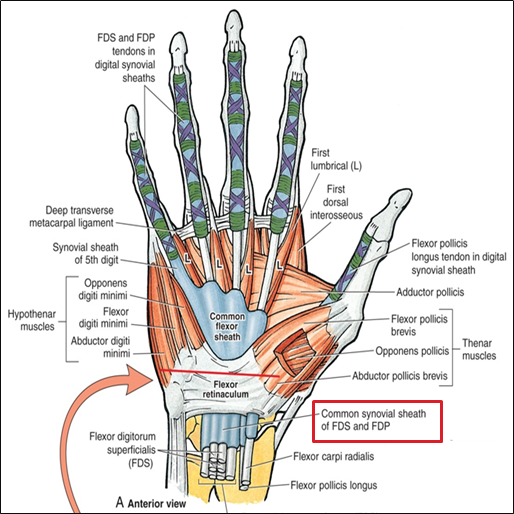 FDS and FDP
tendons in
digital synovial
sheaths
First
lumbrical (L)
First
dorsal
interosseous
Deep transverse
metacarpal ligament
Synovial sheath
of 5th digit
Opponens
digiti minimi
Hypothenar
muscles
Flexor
digiti minimi
Abductor digiti
minimi
L
L
L
L
Common
flexor
sheath
Flexor
retinaculum
Flexor pollicis
longus tendon in digital
synovial sheath
Adductor pollicis
Flexor pollicis
brevis
Opponens pollicis
Thenar
muscles
Abductor pollicis brevis
Common synovial sheath
of FDS and FDP
Flexor digitorum
superficialis
(FDS)
Flexor carpi radialis
Flexor pollicis longus
A Anterior view